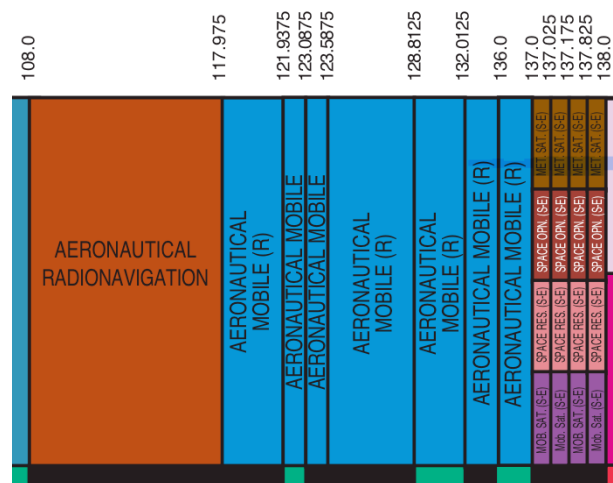 108.0
117.975
121.9375
123.0875
123.5875
128.8125
132.0125
136.0
137.0
137.025
137.175
137.825
138.0
AERONAUTICAL
RADIONAVIGATION
AERONAUTICAL
MOBILE (R)
AERONAUTICAL MOBILE
AERONAUTICAL MOBILE
AERONAUTICAL
MOBILE (R)
AERONAUTICAL
MOBILE (R)
AERONAUTICAL MOBILE (R)
AERONAUTICAL MOBILE (R)
MET. SAT. (S-E)
SPACE OPN. (S-E)
SPACE RES. (S-E)
MOB. SAT. (S-E)
MET. SAT. (S-E)
SPACE OPN. (S-E)
SPACE RES. (S-E)
Mob. Sat. (S-E)
MET. SAT. (S-E)
SPACE OPN. (S-E)
SPACE RES. (S-E)
MOB. SAT. (S-E)
MET. SAT. (S-E)
SPACE OPN. (S-E)
SPACE RES. (S-E)
Mob. Sat. (S-E)